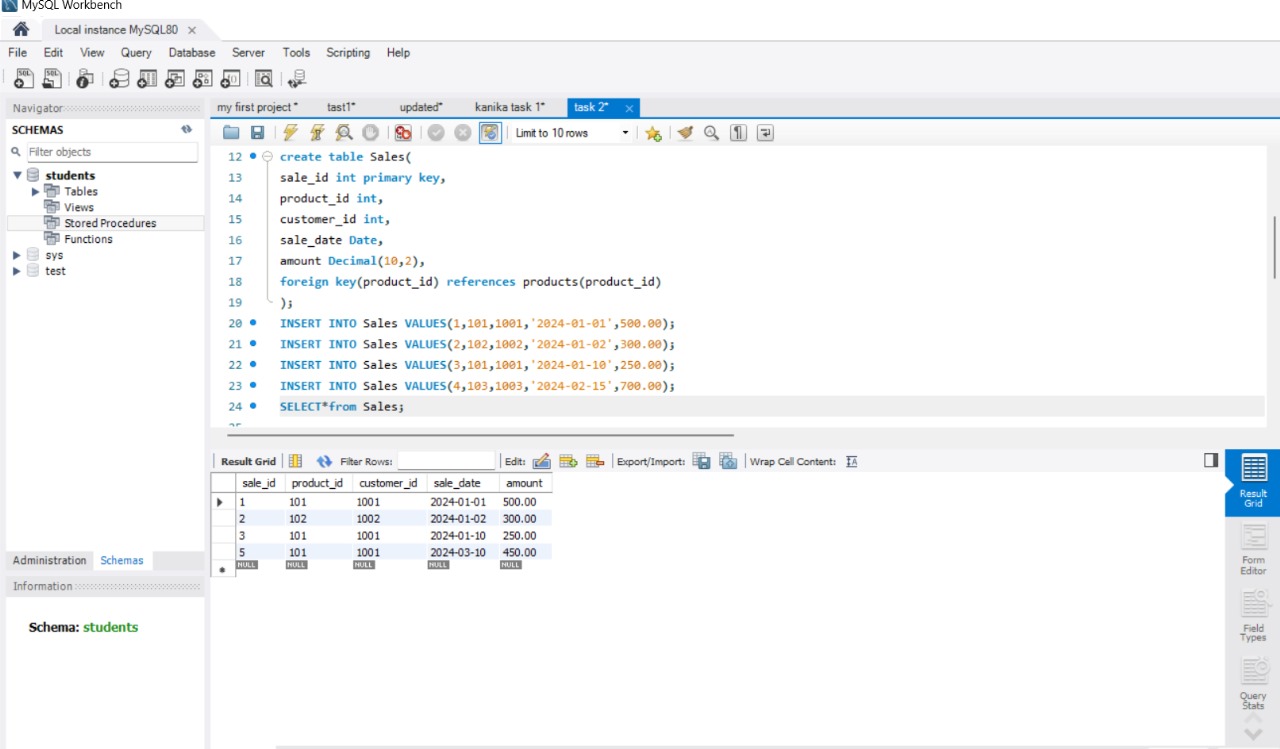 MySQL Workbench
Local instance MySQL80
File Edit View Query Database Server Tools Scripting Help
Navigator
my first project* tast1* updated* kanika task 1* task 2*
SCHEMAS
Limit to 10 rows
Filter objects
students
Tables
Views
Stored Procedures
Functions
sys
test
12 create table Sales(
13 sale_id int primary key,
14 product_id int,
15 customer_id int,
16 sale_date Date,
17 amount Decimal(10,2),
18 foreign key(product_id) references products(product_id)
19 );
20 INSERT INTO Sales VALUES(1,101,1001,'2024-01-01',500.00);
21 INSERT INTO Sales VALUES(2,102,1002,'2024-01-02',300.00);
22 INSERT INTO Sales VALUES(3,101,1001,'2024-01-10',250.00);
23 INSERT INTO Sales VALUES(4,103,1003,'2024-02-15',700.00);
24 SELECT*from Sales;
Result Grid Filter Rows: Edit: Export/Import: Wrap Cell Content:
sale_id product_id customer_id sale_date amount
1 101 1001 2024-01-01 500.00
2 102 1002 2024-01-02 300.00
3 101 1001 2024-01-10 250.00
5 101 1001 2024-03-10 450.00
NULL NULL NULL NULL NULL
Result
Grid
Form
Editor
Field
Types
Query
Stats
Administration Schemas
Information
Schema: students